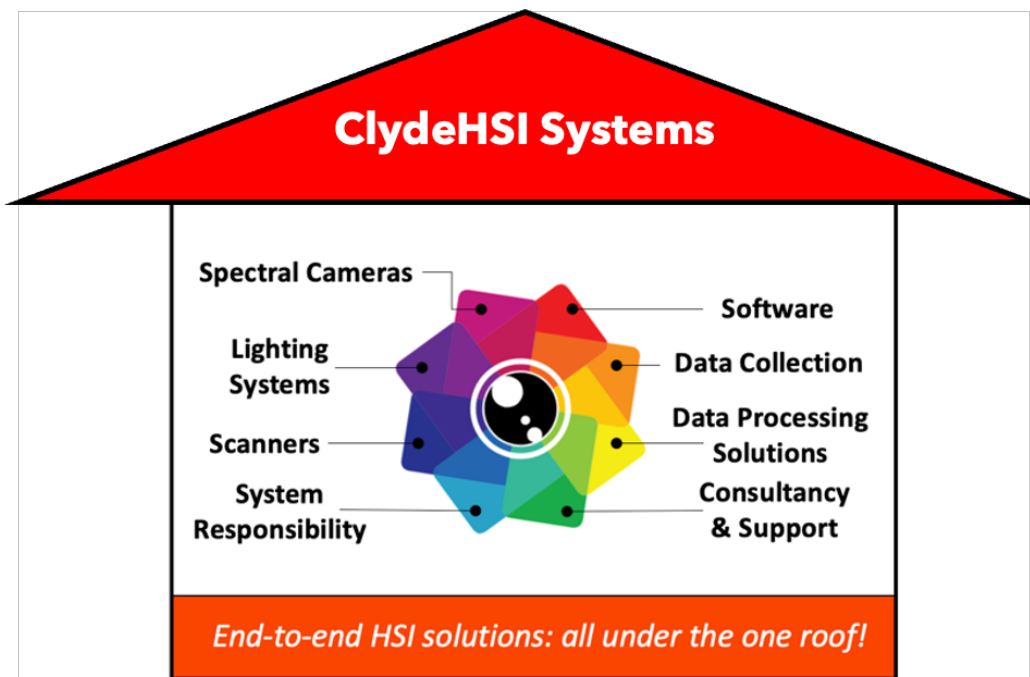 ClydeHSI Systems
Spectral Cameras
Lighting
Systems
Scanners
System
Responsibility
Software
Data Collection
Data Processing
Solutions
Consultancy
& Support
End-to-end HSI solutions: all under the one roof!